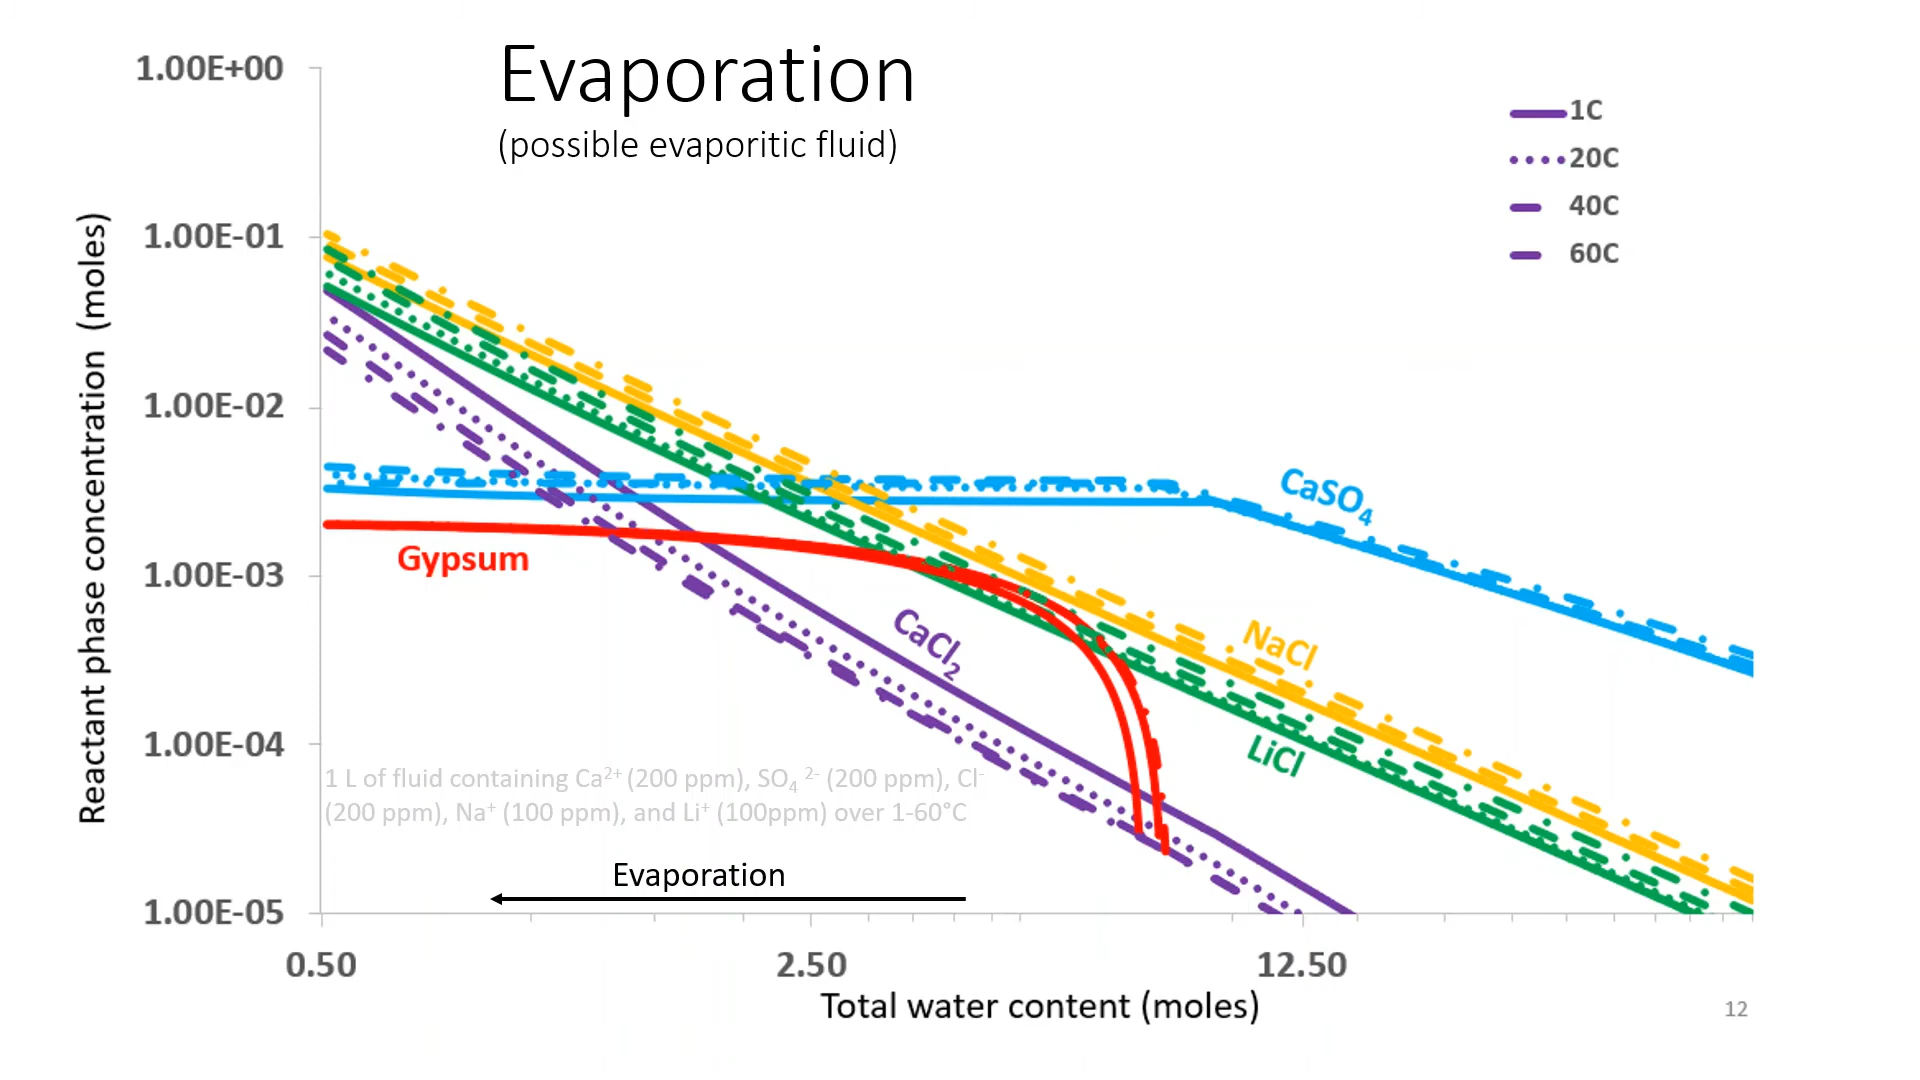 Evaporation
(possible evaporitic fluid)
1.00E+00
1.00E-01
1.00E-02
1.00E-03
1.00E-04
1.00E-05
Reactant phase concentration (moles)
1C
20C
40C
60C
CaSO₄
NaCl
LiCl
CaCl₂
Gypsum
1 L of fluid containing Ca²⁺ (200 ppm), SO₄ ²⁻ (200 ppm), Cl⁻
(200 ppm), Na⁺ (100 ppm), and Li⁺ (100ppm) over 1-60°C
Evaporation
0.50
2.50
12.50
Total water content (moles)
12